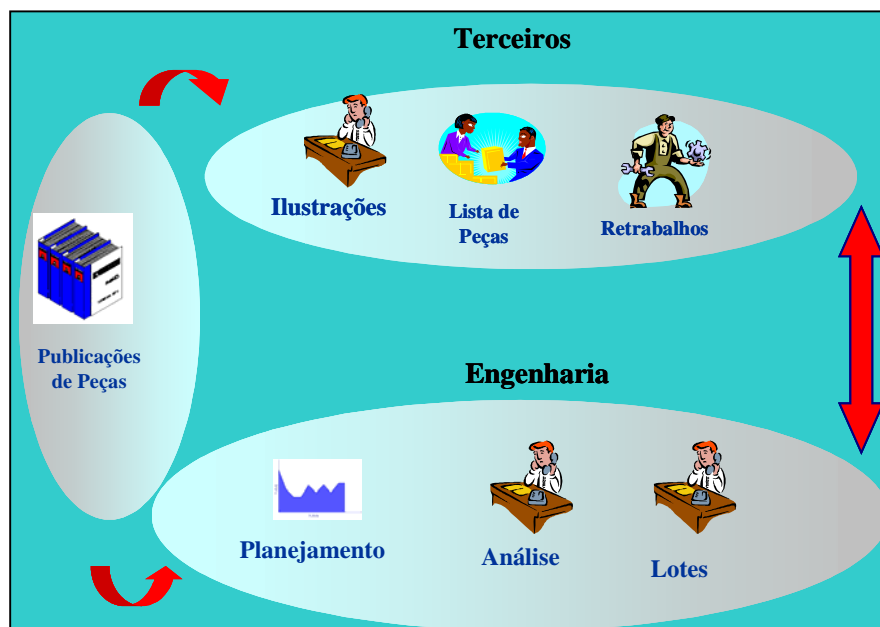 Terceiros
Ilustrações
Lista de
Peças
Retrabalhos
Publicações
de Peças
Engenharia
Planejamento
Análise
Lotes